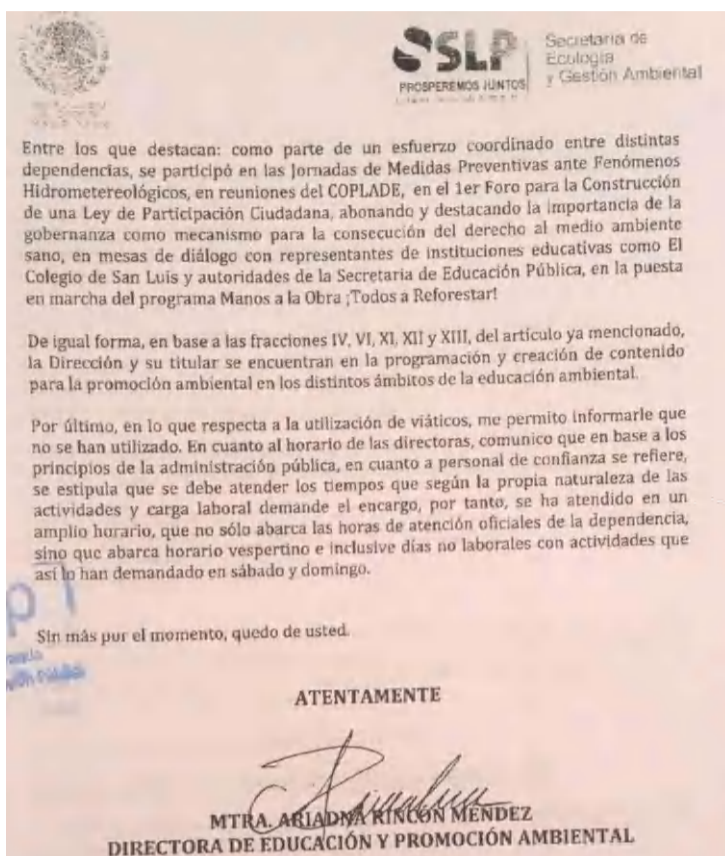 SSLP
PROSPEREMOS JUNTOS
Secretaría de
Ecología
y Gestión Ambiental
Entre los que destacan: como parte de un esfuerzo coordinado entre distintas
dependencias, se participó en las Jornadas de Medidas Preventivas ante Fenómenos
Hidrometereológicos, en reuniones del COPLADE, en el 1er Foro para la Construcción
de una Ley de Participación Ciudadana, abonando y destacando la importancia de la
gobernanza como mecanismo para la consecución del derecho al medio ambiente
sano, en mesas de diálogo con representantes de instituciones educativas como El
Colegio de San Luis y autoridades de la Secretaria de Educación Pública, en la puesta
en marcha del programa Manos a la Obra ¡Todos a Reforestar!
De igual forma, en base a las fracciones IV, VI, XI, XII y XIII, del artículo ya mencionado,
la Dirección y su titular se encuentran en la programación y creación de contenido
para la promoción ambiental en los distintos ámbitos de la educación ambiental.
Por último, en lo que respecta a la utilización de viáticos, me permito informarle que
no se han utilizado. En cuanto al horario de las directoras, comunico que en base a los
principios de la administración pública, en cuanto a personal de confianza se refiere,
se estipula que se debe atender los tiempos que según la propia naturaleza de las
actividades y carga laboral demande el encargo, por tanto, se ha atendido en un
amplio horario, que no sólo abarca las horas de atención oficiales de la dependencia,
sino que abarca horario vespertino e inclusive días no laborales con actividades que
así lo han demandado en sábado y domingo.
Sin más por el momento, quedo de usted.
ATENTAMENTE
MTRA. ARIADNA RINCÓN MÉNDEZ
DIRECTORA DE EDUCACIÓN Y PROMOCIÓN AMBIENTAL